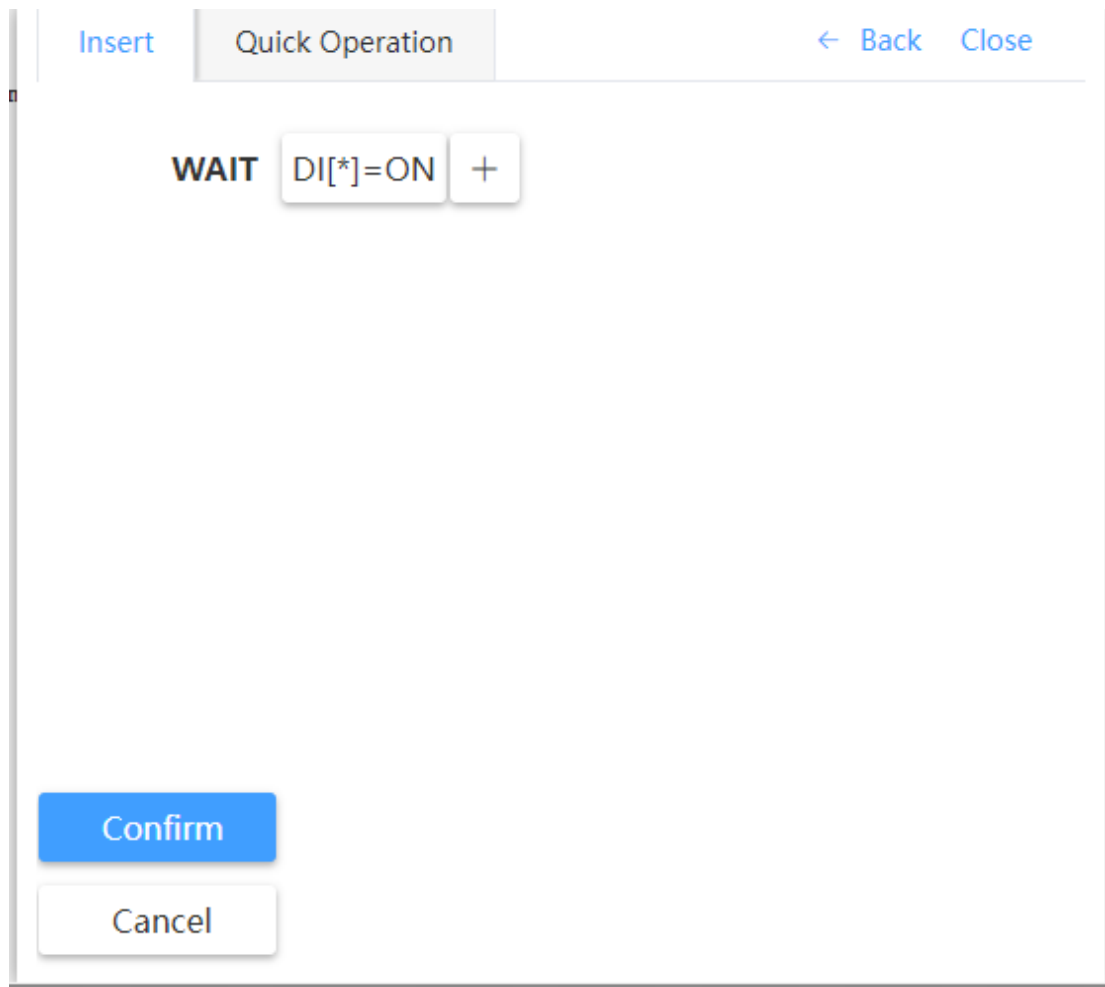 Insert Quick Operation ← Back Close
WAIT DI[*]=ON +
Confirm
Cancel